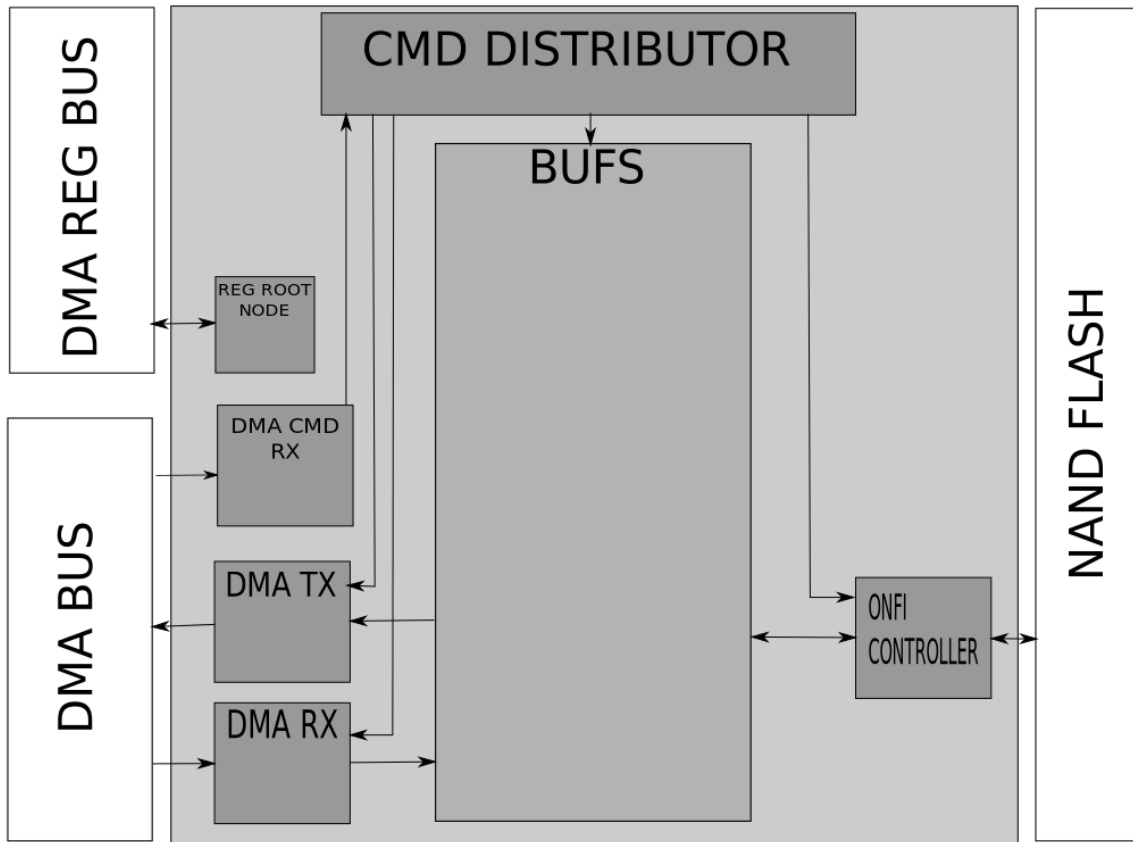 CMD DISTRIBUTOR
DMA REG BUS
BUFS
REG ROOT
NODE
DMA CMD
RX
DMA BUS
DMA TX
DMA RX
ONFI
CONTROLLER
NAND FLASH